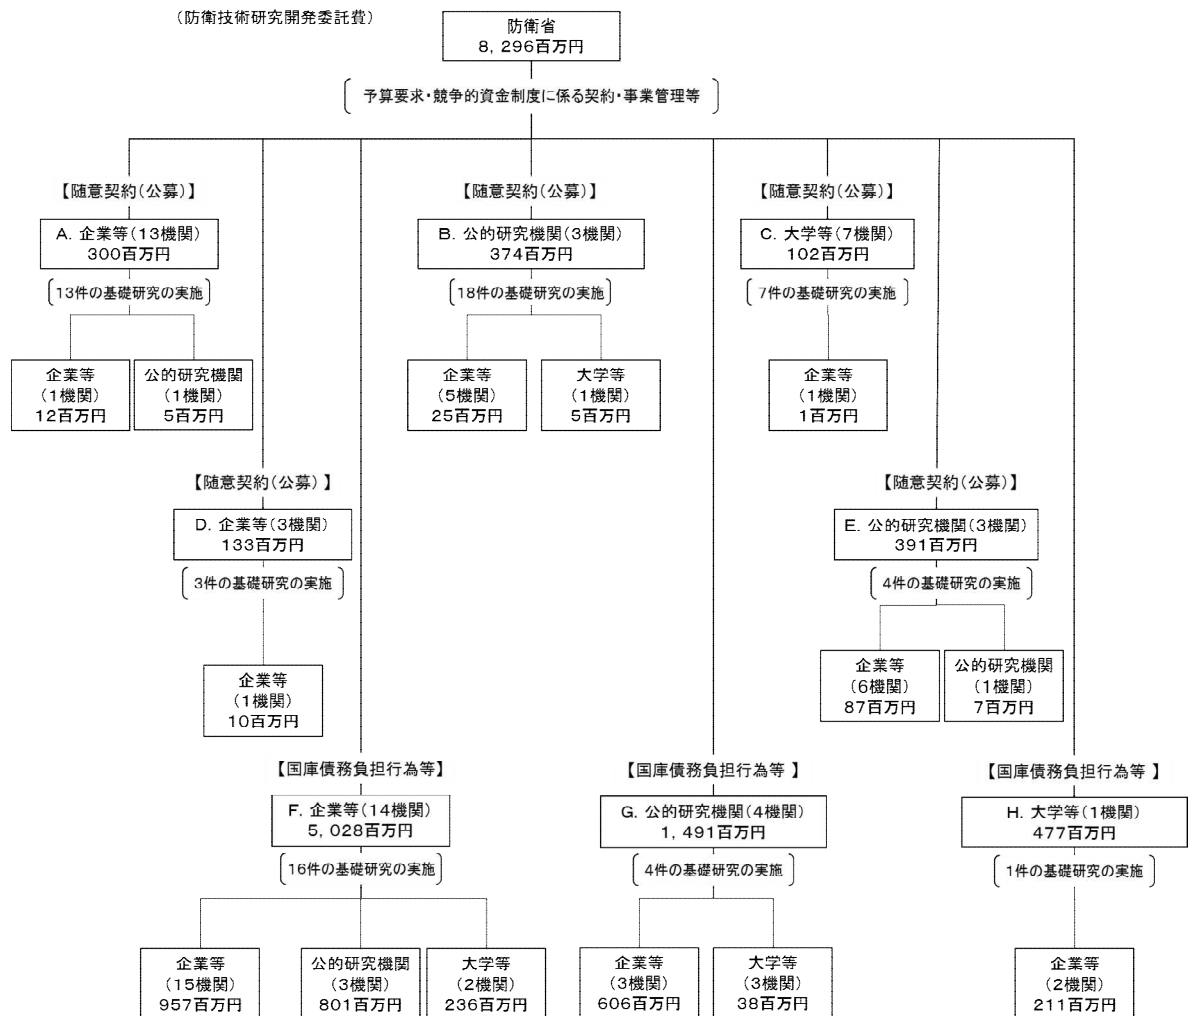 (防衛技術研究開発委託費)
防衛省
8,296百万円
予算要求・競争的資金制度に係る契約・事業管理等
【随意契約(公募)】
A. 企業等(13機関)
300百万円
13件の基礎研究の実施
企業等
(1機関)
12百万円
公的研究機関
(1機関)
5百万円
【随意契約(公募)】
B. 公的研究機関(3機関)
374百万円
18件の基礎研究の実施
企業等
(5機関)
25百万円
大学等
(1機関)
5百万円
【随意契約(公募)】
C. 大学等(7機関)
102百万円
7件の基礎研究の実施
企業等
(1機関)
1百万円
【随意契約(公募) 】
D. 企業等(3機関)
133百万円
3件の基礎研究の実施
企業等
(1機関)
10百万円
【随意契約(公募)】
E. 公的研究機関(3機関)
391百万円
4件の基礎研究の実施
企業等
(6機関)
87百万円
公的研究機関
(1機関)
7百万円
【国庫債務負担行為等】
F. 企業等(14機関)
5,028百万円
16件の基礎研究の実施
企業等
(15機関)
957百万円
公的研究機関
(3機関)
801百万円
大学等
(2機関)
236百万円
【国庫債務負担行為等 】
G. 公的研究機関(4機関)
1,491百万円
4件の基礎研究の実施
企業等
(3機関)
606百万円
大学等
(3機関)
38百万円
【国庫債務負担行為等 】
H. 大学等(1機関)
477百万円
1件の基礎研究の実施
企業等
(2機関)
211百万円